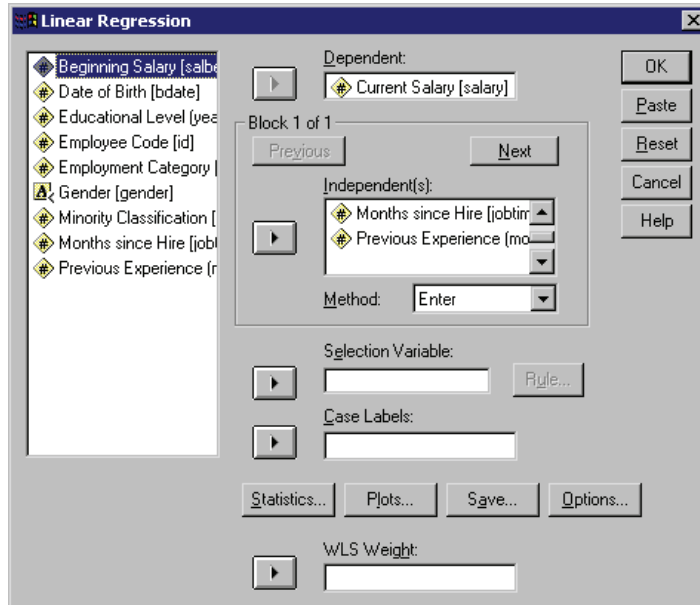 Linear Regression
Beginning Salary [salbe
Date of Birth [bdate]
Educational Level (yea
Employee Code [id]
Employment Category [
Gender [gender]
Minority Classification [
Months since Hire [jobt
Previous Experience (r
Dependent:
Current Salary [salary]
Block 1 of 1
Previous
Next
Independent(s):
Months since Hire [jobtim
Previous Experience (mo
Method:
Enter
Selection Variable:
Rule...
Case Labels:
Statistics...
Plots...
Save...
Options...
WLS Weight:
OK
Paste
Reset
Cancel
Help